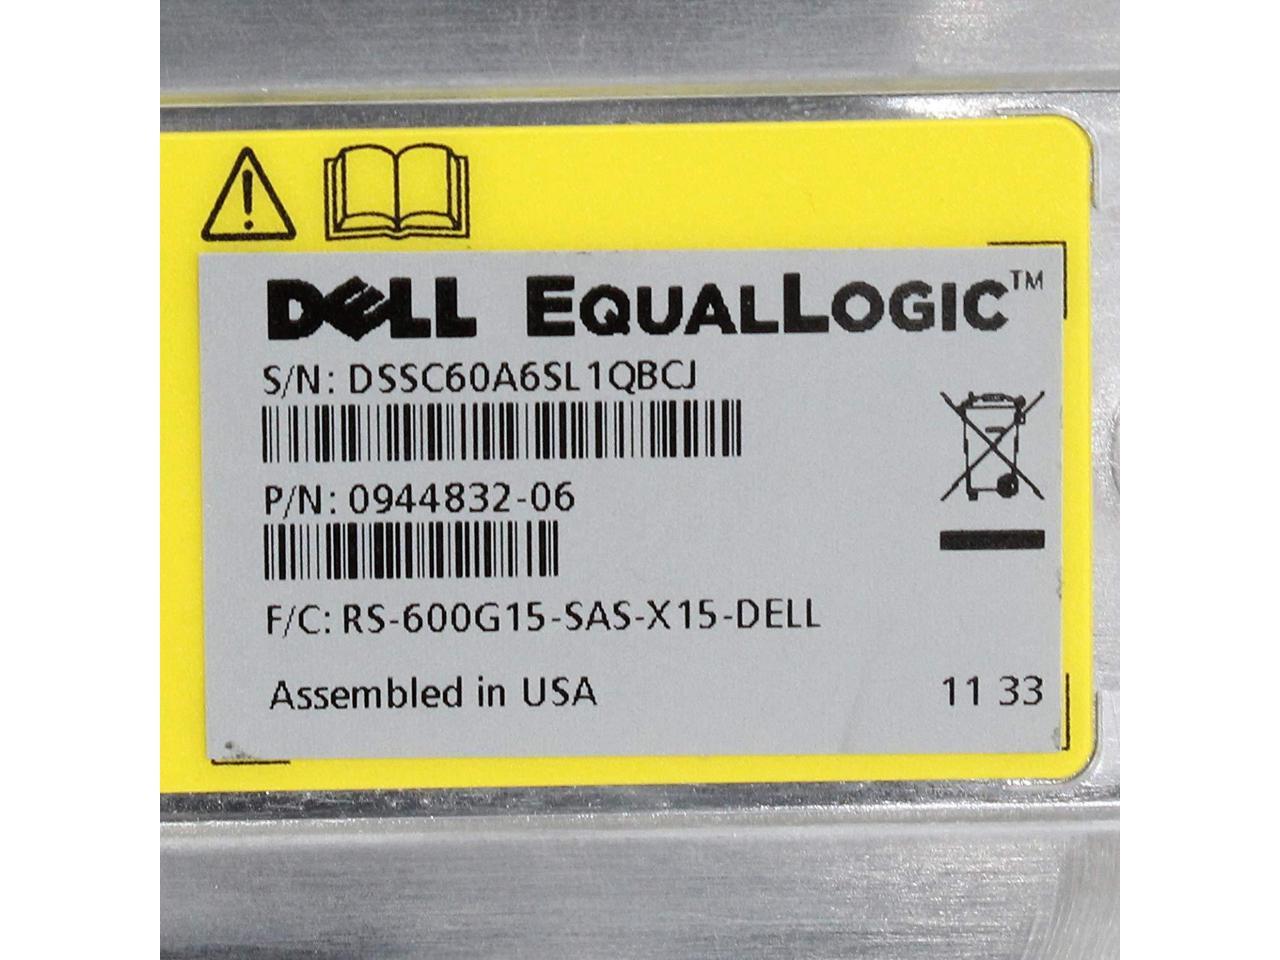 DELL EQUALLOGIC™
S/N: DSSC60A6SL1QBCJ
P/N: 0944832-06
F/C: RS-600G15-SAS-X15-DELL
Assembled in USA 11 33